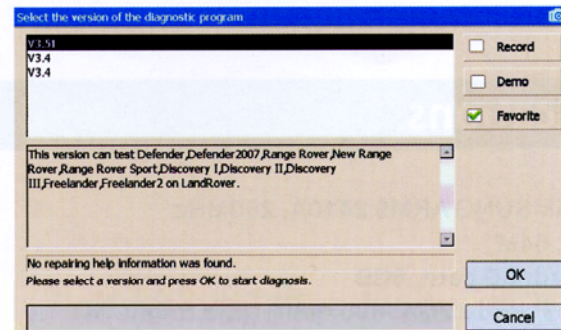 Select the version of the diagnostic program
V3.51
V3.4
V3.4
Record
Demo
Favorite
This version can test Defender,Defender2007,Range Rover,New Range
Rover,Range Rover Sport,Discovery I,Discovery II,Discovery
III,Freelander,Freelander2 on LandRover.
No repairing help information was found.
Please select a version and press OK to start diagnosis.
OK
Cancel